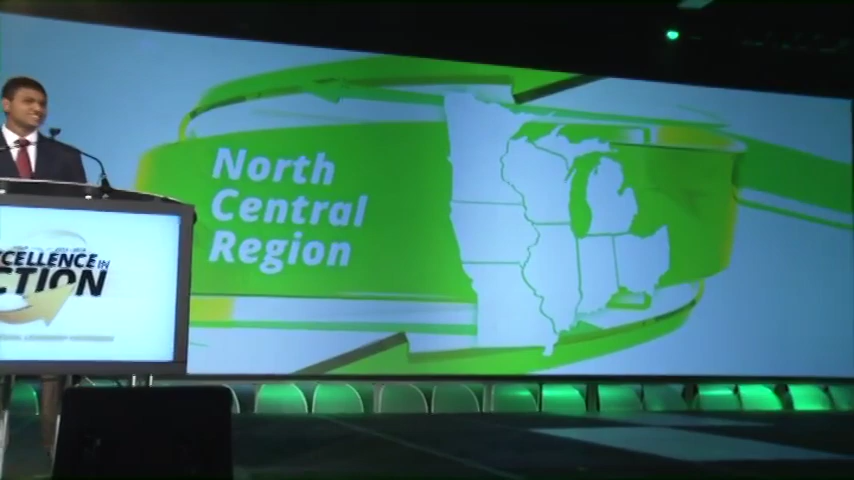 North
Central
Region
CELLENCE IN
CTION